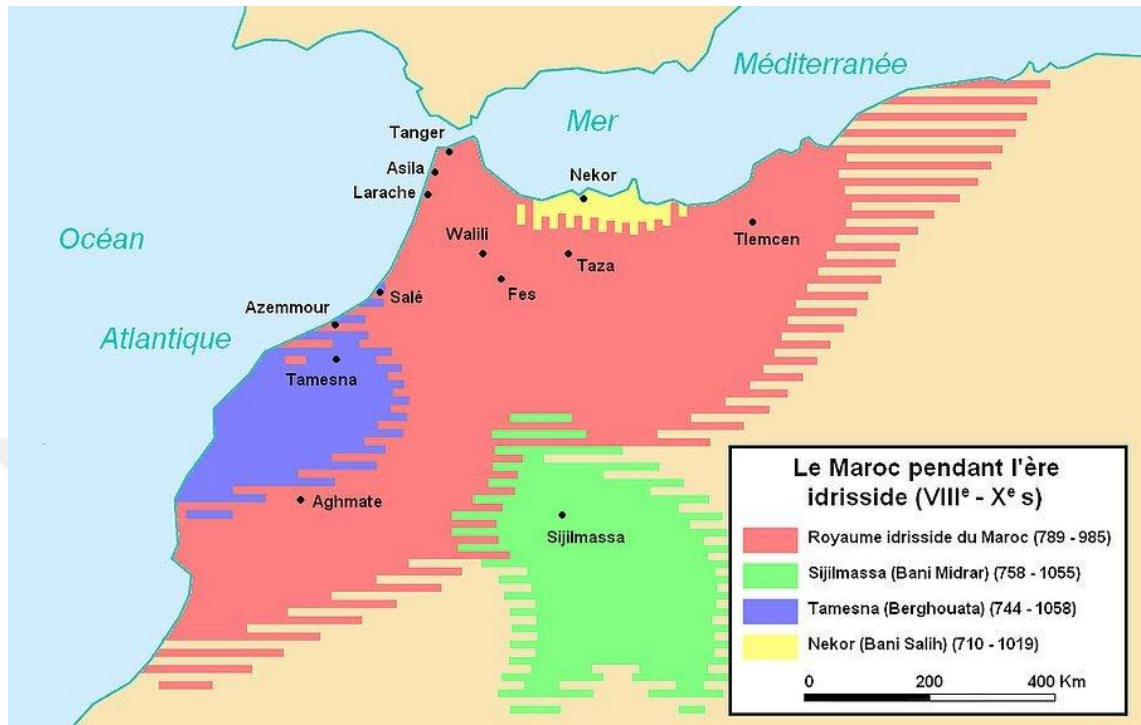 Méditerranée
Mer
Tanger
Asila
Nekor
Larache
Océan
Walili
Tlemcen
Taza
Fes
Salé
Azemmour
Atlantique
Tamesna
Aghmate
Sijilmassa
Le Maroc pendant l'ère
idrisside (VIIIᵉ - Xᵉ s)
Royaume idrisside du Maroc (789 - 985)
Sijilmassa (Bani Midrar) (758 - 1055)
Tamesna (Berghouata) (744 - 1058)
Nekor (Bani Salih) (710 - 1019)
0 200 400 Km